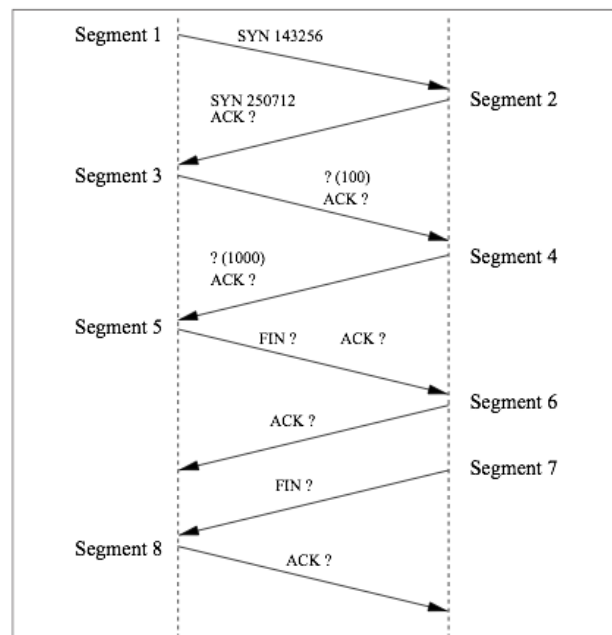 Segment 1
SYN 143256
SYN 250712
ACK ?
Segment 2
Segment 3
? (100)
ACK ?
? (1000)
ACK ?
Segment 4
Segment 5
FIN ? ACK ?
Segment 6
ACK ?
Segment 7
FIN ?
Segment 8
ACK ?